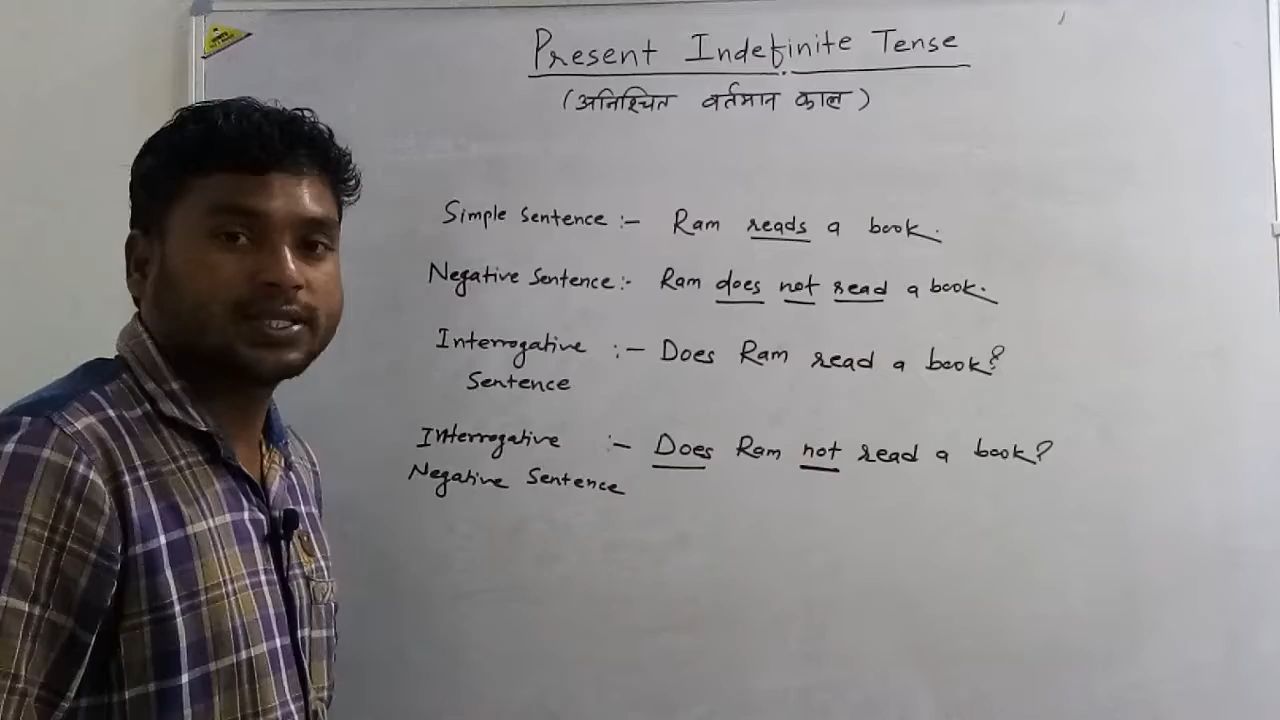 Present Indefinite Tense
(अनिश्चित वर्तमान काल)
Simple Sentence :- Ram reads a book.
Negative Sentence:- Ram does not read a book.
Interrogative :- Does Ram read a book?
Sentence
Interrogative :- Does Ram not read a book?
Negative Sentence